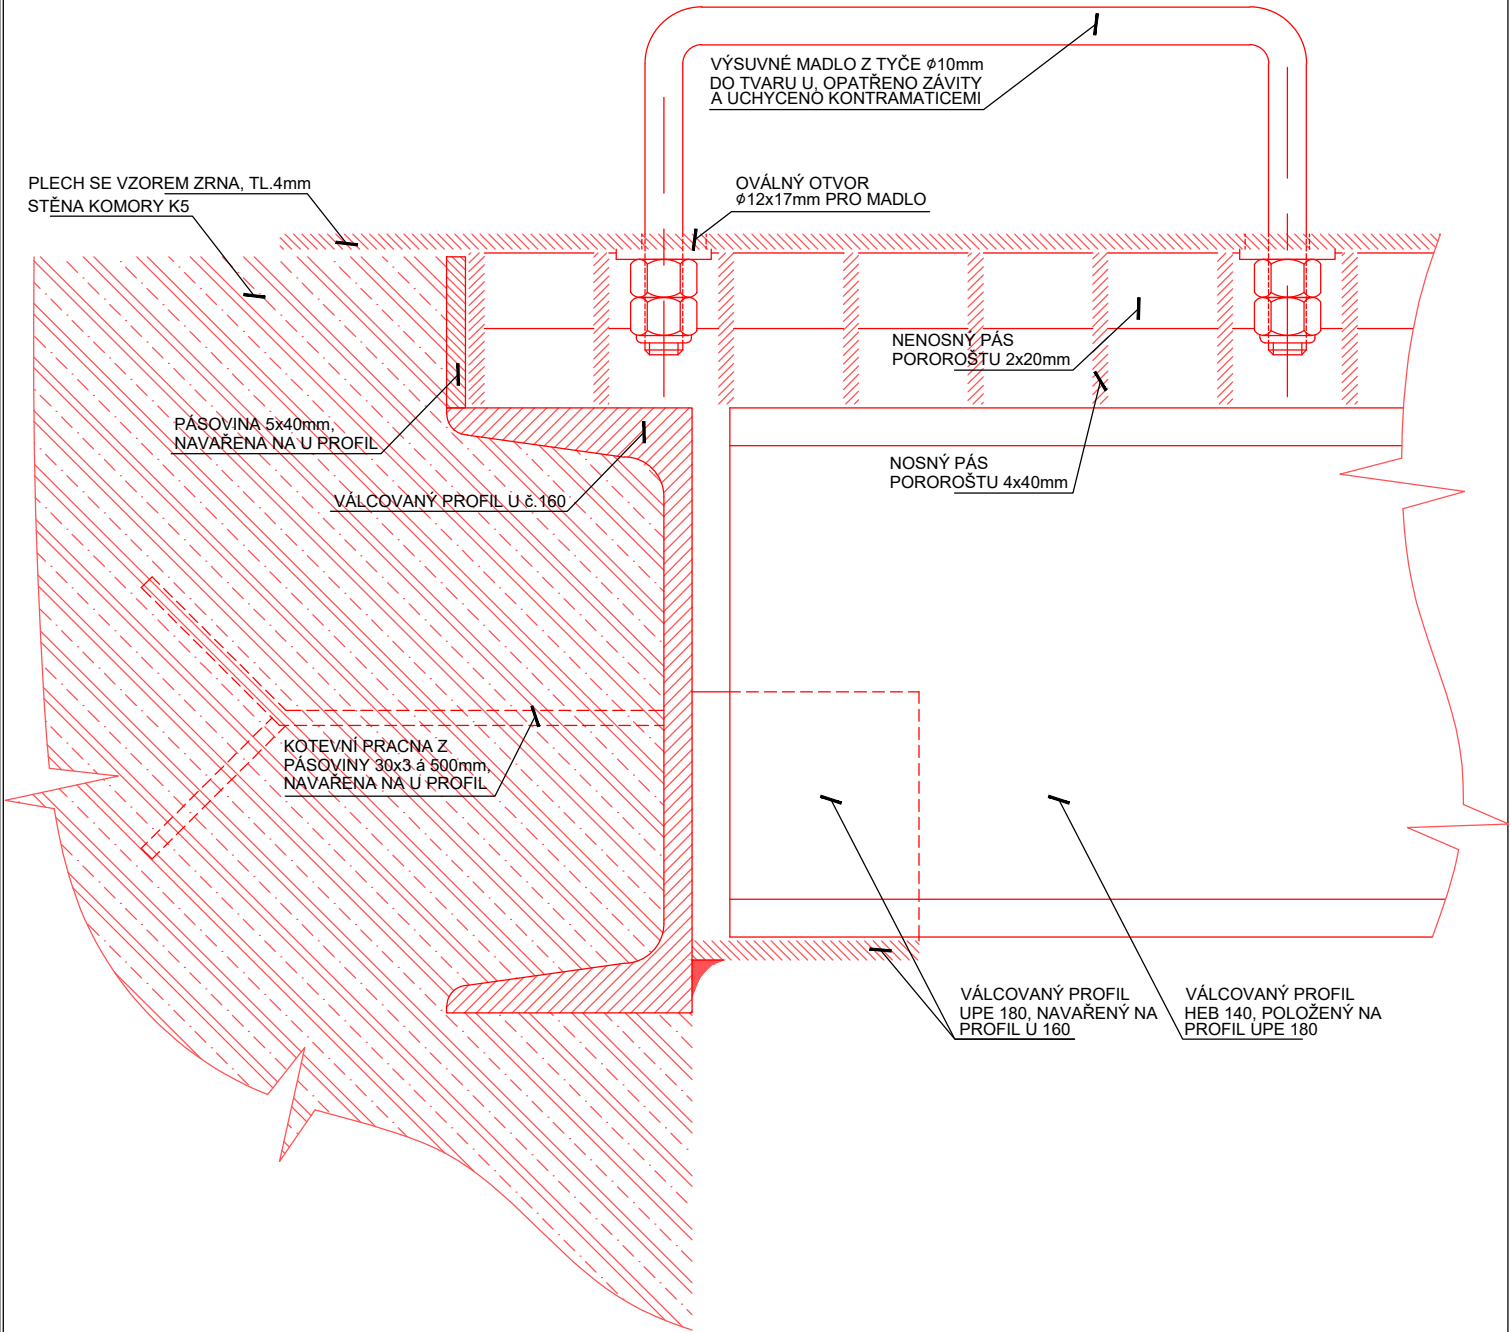 VÝSUVNÉ MADLO Z TYČE ⌀10mm
DO TVARU U, OPATŘENO ZÁVITY
A UCHYCENO KONTRAMATICEMI
PLECH SE VZOREM ZRNA, TL.4mm
STĚNA KOMORY K5
OVÁLNÝ OTVOR
⌀12x17mm PRO MADLO
NENOSNÝ PÁS
POROROŠTU 2x20mm
PÁSOVINA 5x40mm,
NAVAŘENA NA U PROFIL
NOSNÝ PÁS
POROROŠTU 4x40mm
VÁLCOVANÝ PROFIL U č.160
KOTEVNÍ PRACNA Z
PÁSOVINY 30x3 á 500mm,
NAVAŘENA NA U PROFIL
VÁLCOVANÝ PROFIL
UPE 180, NAVAŘENÝ NA
PROFIL U 160
VÁLCOVANÝ PROFIL
HEB 140, POLOŽENÝ NA
PROFIL UPE 180